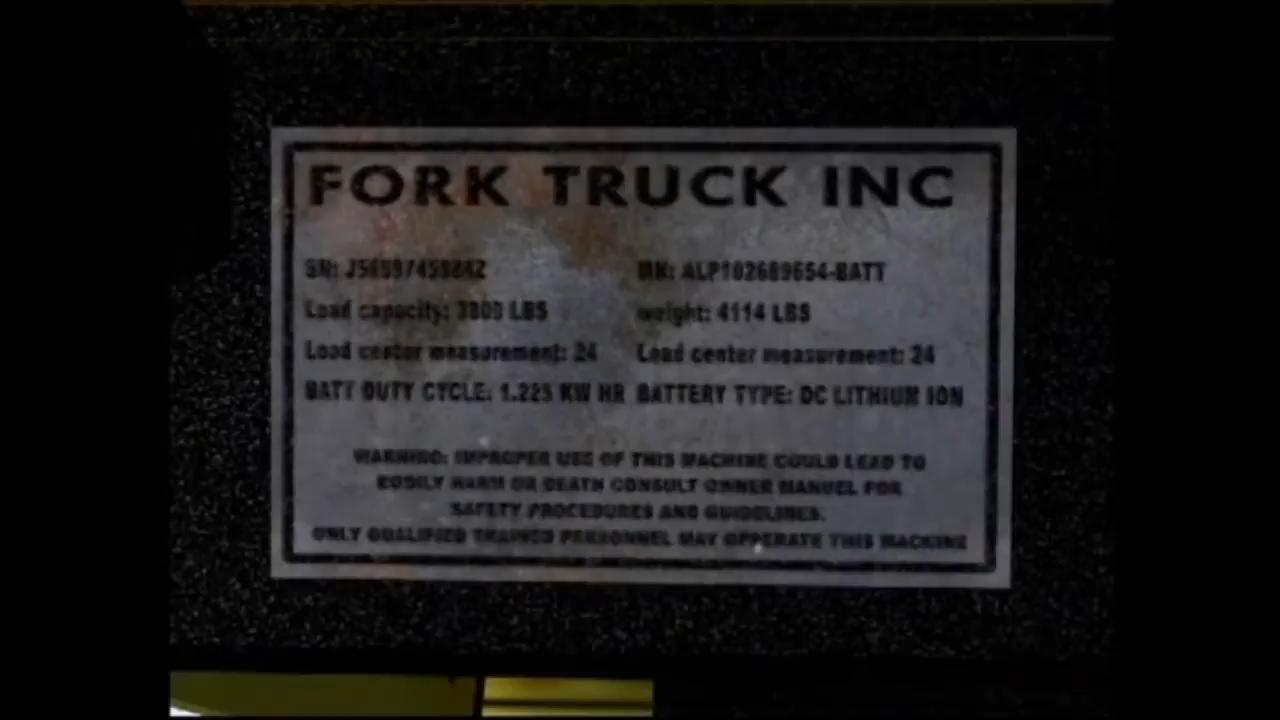 FORK TRUCK INC
MN: ALP102689654-BATT
Load capacity: LBS weight: 4114 LBS
Load center measurement: 24 Load center measurement: 24
BATT DUTY CYCLE: 1.225 KW HR BATTERY TYPE: DC LITHIUM ION
WARNING: IMPROPER USE OF THIS MACHINE COULD LEAD TO
BODILY HARM OR DEATH CONSULT OWNER MANUEL FOR
SAFETY PROCEDURES AND GUIDELINES.
ONLY QUALIFIED TRAINED PERSONNEL MAY OPPERATE THIS MACHINE